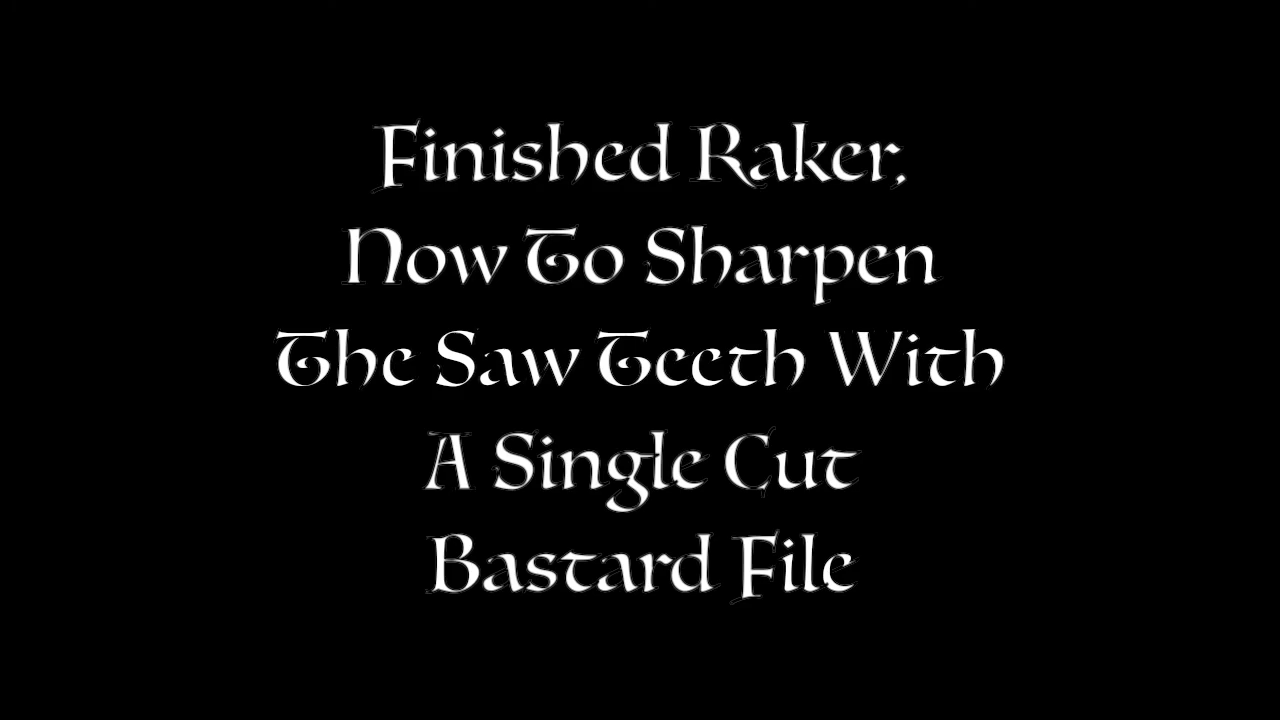 Finished Raker,
Now To Sharpen
The Saw Teeth With
A Single Cut
Bastard File